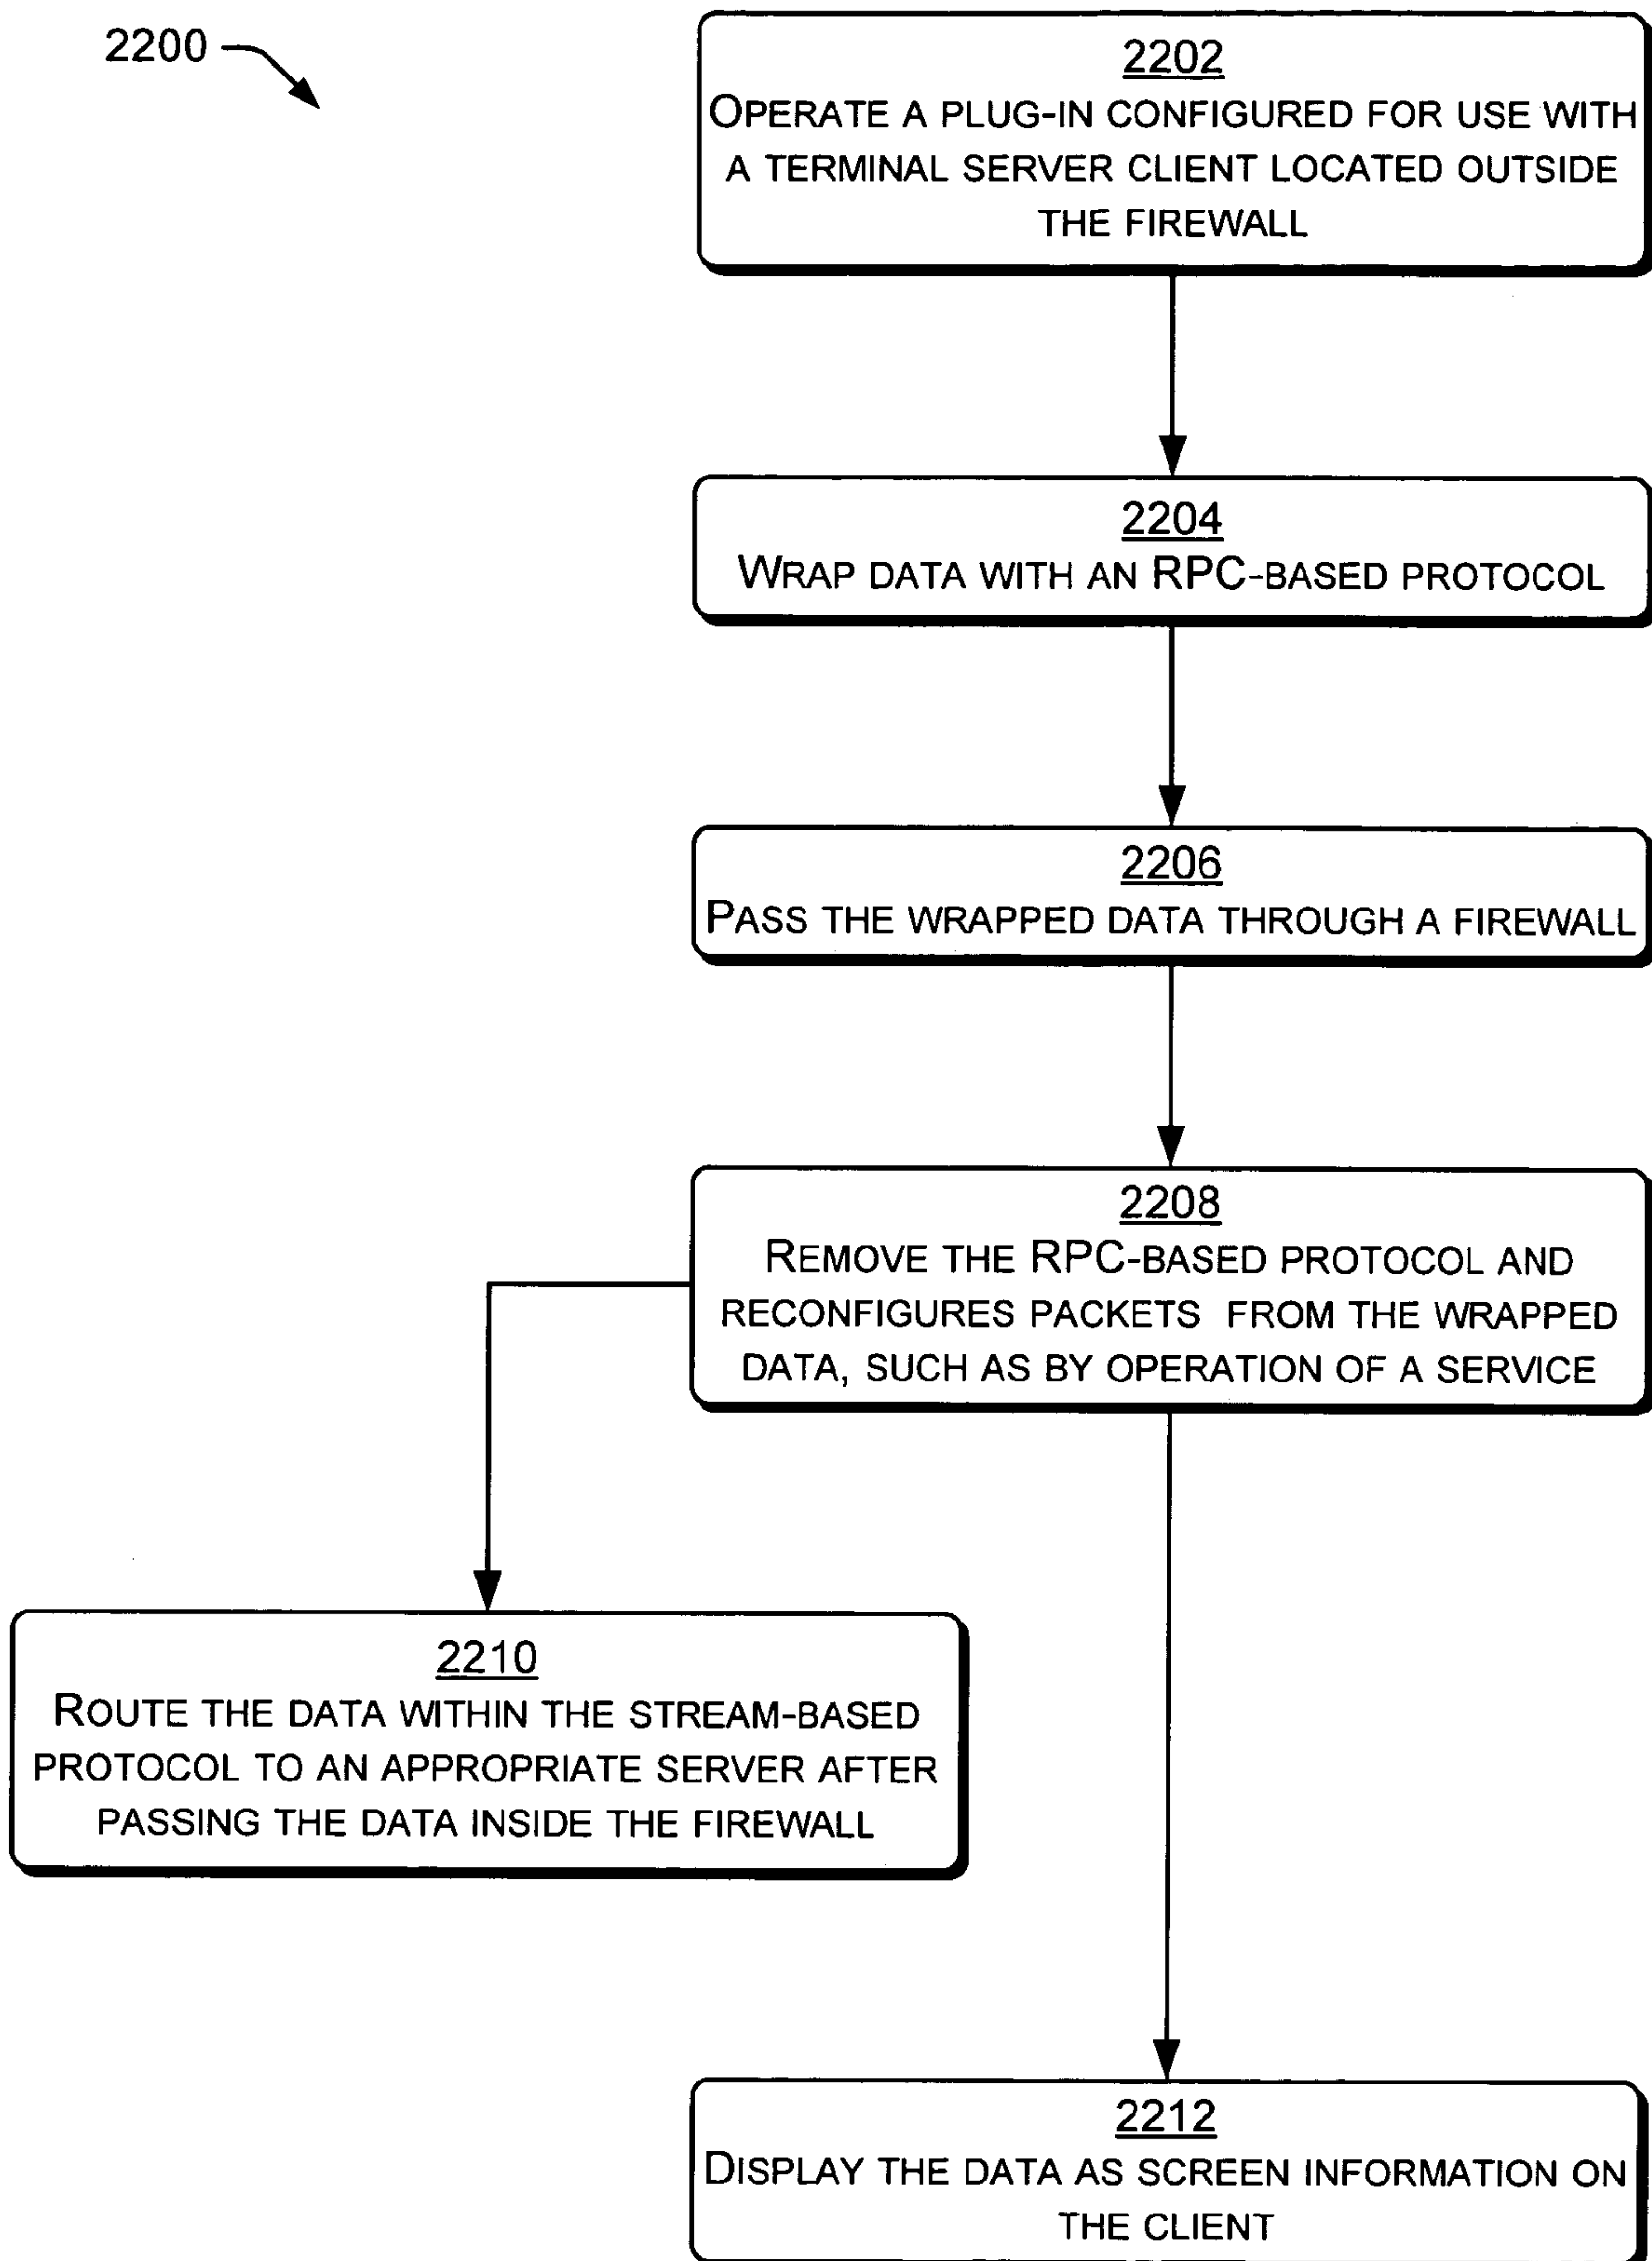 2200
2202
OPERATE A PLUG-IN CONFIGURED FOR USE WITH
A TERMINAL SERVER CLIENT LOCATED OUTSIDE
THE FIREWALL
2204
WRAP DATA WITH AN RPC-BASED PROTOCOL
2206
PASS THE WRAPPED DATA THROUGH A FIREWALL
2208
REMOVE THE RPC-BASED PROTOCOL AND
RECONFIGURES PACKETS FROM THE WRAPPED
DATA, SUCH AS BY OPERATION OF A SERVICE
2210
ROUTE THE DATA WITHIN THE STREAM-BASED
PROTOCOL TO AN APPROPRIATE SERVER AFTER
PASSING THE DATA INSIDE THE FIREWALL
2212
DISPLAY THE DATA AS SCREEN INFORMATION ON
THE CLIENT